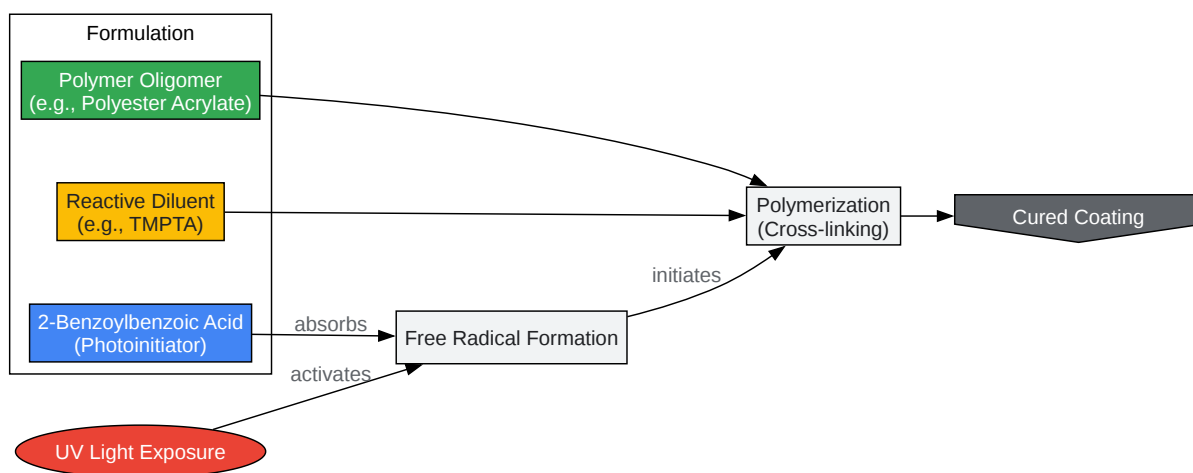 Formulation
Polymer Oligomer
(e.g., Polyester Acrylate)
Reactive Diluent
(e.g., TMPTA)
2-Benzoylbenzoic Acid
(Photoinitiator)
UV Light Exposure
absorbs
activates
Free Radical Formation
initiates
Polymerization
(Cross-linking)
Cured Coating